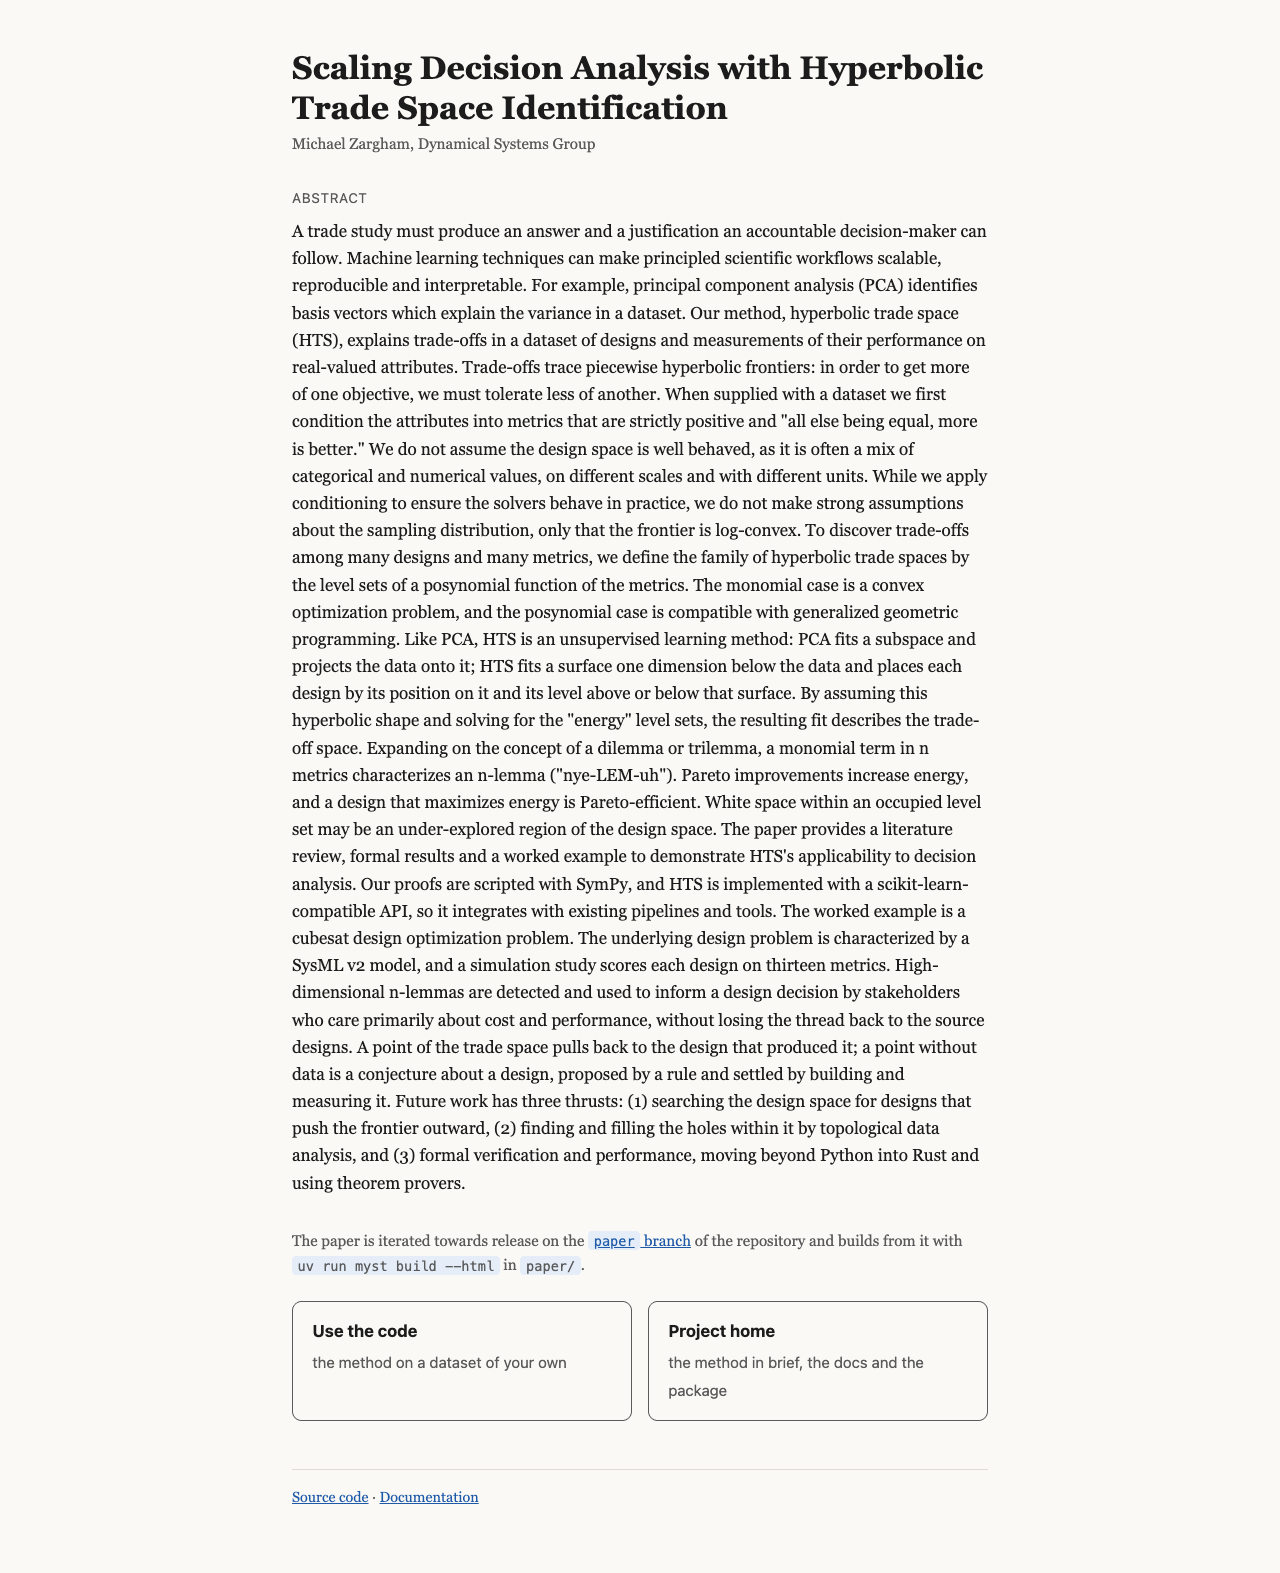 Scaling Decision Analysis with Hyperbolic
Trade Space Identification
Michael Zargham, Dynamical Systems Group
ABSTRACT
A trade study must produce an answer and a justification an accountable decision-maker can
follow. Machine learning techniques can make principled scientific workflows scalable,
reproducible and interpretable. For example, principal component analysis (PCA) identifies
basis vectors which explain the variance in a dataset. Our method, hyperbolic trade space
(HTS), explains trade-offs in a dataset of designs and measurements of their performance on
real-valued attributes. Trade-offs trace piecewise hyperbolic frontiers: in order to get more
of one objective, we must tolerate less of another. When supplied with a dataset we first
condition the attributes into metrics that are strictly positive and "all else being equal, more
is better." We do not assume the design space is well behaved, as it is often a mix of
categorical and numerical values, on different scales and with different units. While we apply
conditioning to ensure the solvers behave in practice, we do not make strong assumptions
about the sampling distribution, only that the frontier is log-convex. To discover trade-offs
among many designs and many metrics, we define the family of hyperbolic trade spaces by
the level sets of a posynomial function of the metrics. The monomial case is a convex
optimization problem, and the posynomial case is compatible with generalized geometric
programming. Like PCA, HTS is an unsupervised learning method: PCA fits a subspace and
projects the data onto it; HTS fits a surface one dimension below the data and places each
design by its position on it and its level above or below that surface. By assuming this
hyperbolic shape and solving for the "energy" level sets, the resulting fit describes the trade-
off space. Expanding on the concept of a dilemma or trilemma, a monomial term in n
metrics characterizes an n-lemma ("nye-LEM-uh"). Pareto improvements increase energy,
and a design that maximizes energy is Pareto-efficient. White space within an occupied level
set may be an under-explored region of the design space. The paper provides a literature
review, formal results and a worked example to demonstrate HTS's applicability to decision
analysis. Our proofs are scripted with SymPy, and HTS is implemented with a scikit-learn-
compatible API, so it integrates with existing pipelines and tools. The worked example is a
cubesat design optimization problem. The underlying design problem is characterized by a
SysML v2 model, and a simulation study scores each design on thirteen metrics. High-
dimensional n-lemmas are detected and used to inform a design decision by stakeholders
who care primarily about cost and performance, without losing the thread back to the source
designs. A point of the trade space pulls back to the design that produced it; a point without
data is a conjecture about a design, proposed by a rule and settled by building and
measuring it. Future work has three thrusts: (1) searching the design space for designs that
push the frontier outward, (2) finding and filling the holes within it by topological data
analysis, and (3) formal verification and performance, moving beyond Python into Rust and
using theorem provers.
The paper is iterated towards release on the paper branch of the repository and builds from it with
uv run myst build --html in paper/.
Use the code
the method on a dataset of your own
Project home
the method in brief, the docs and the
package
Source code · Documentation